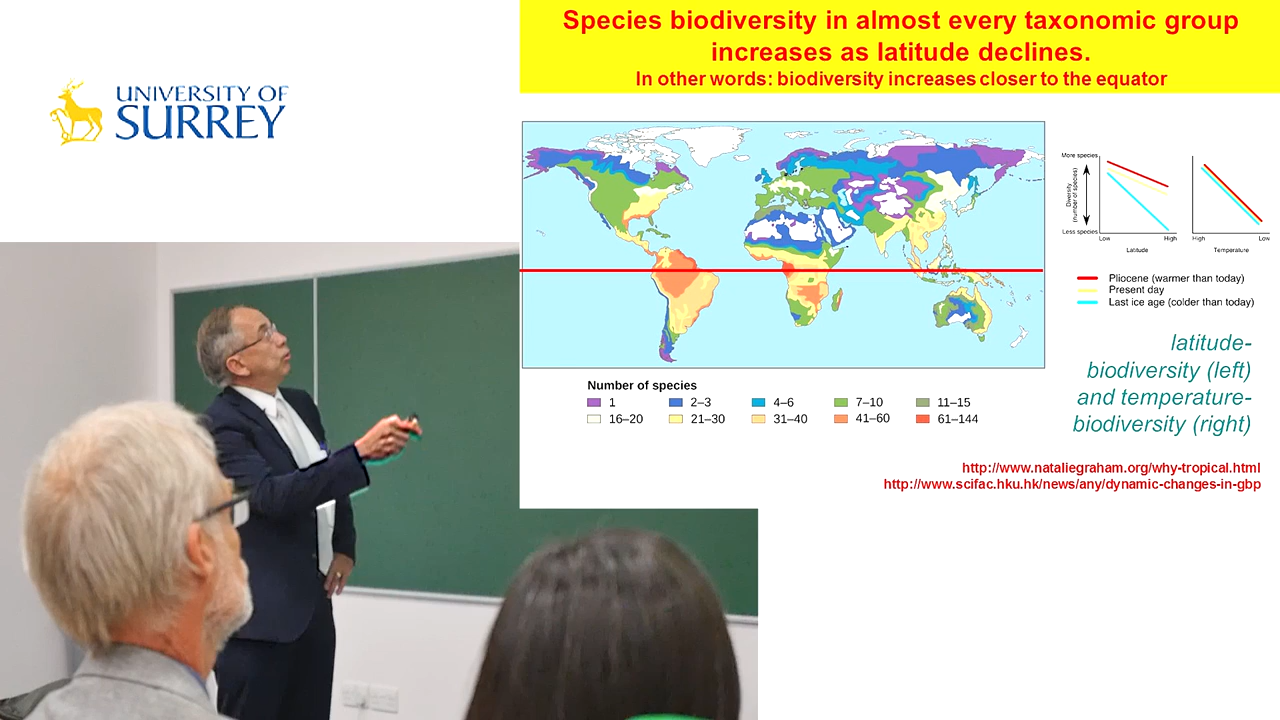 UNIVERSITY OF
SURREY
Species biodiversity in almost every taxonomic group
increases as latitude declines.
In other words: biodiversity increases closer to the equator
More species
Diversity
(number of species)
Less species
Low
High
Latitude
High
Low
Temperature
Pliocene (warmer than today)
Present day
Last ice age (colder than today)
latitude-
biodiversity (left)
and temperature-
biodiversity (right)
Number of species
1 2–3 4–6 7–10 11–15
16–20 21–30 31–40 41–60 61–144
http://www.nataliegraham.org/why-tropical.html
http://www.scifac.hku.hk/news/any/dynamic-changes-in-gbp